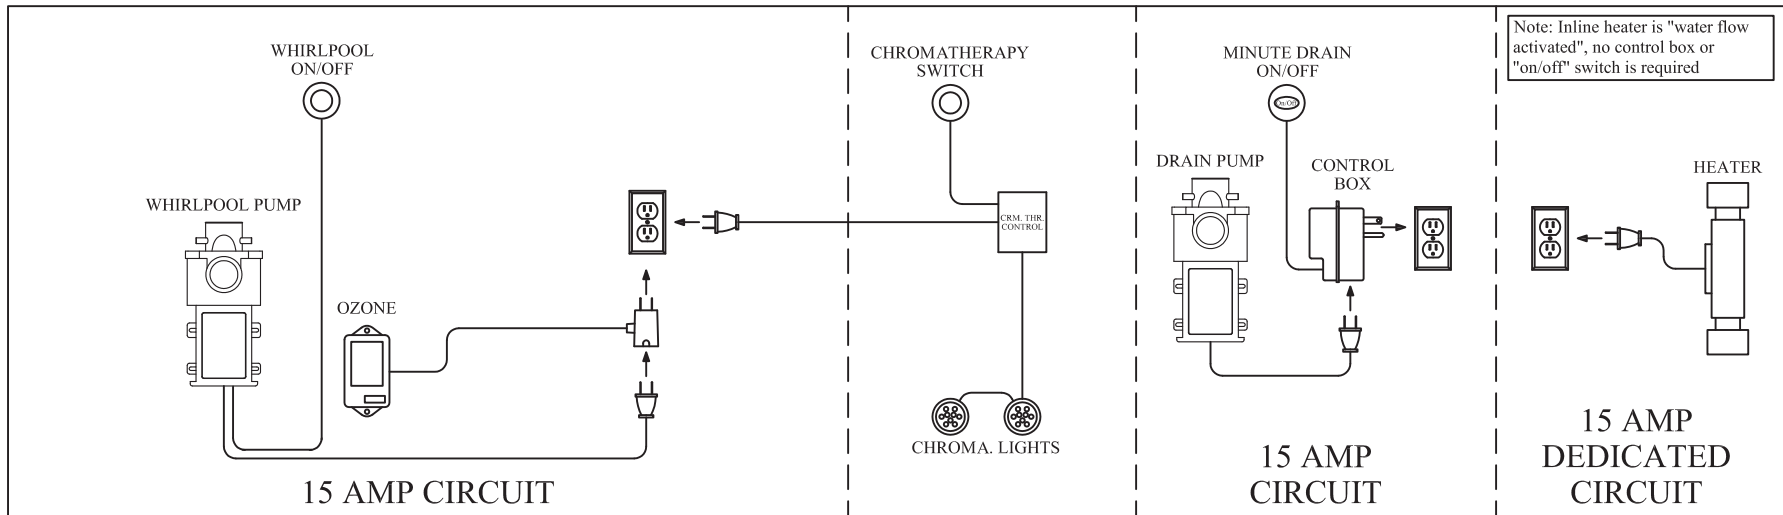 WHIRLPOOL
ON/OFF
WHIRLPOOL PUMP
OZONE
15 AMP CIRCUIT
CHROMATHERAPY
SWITCH
CRM. THR.
CONTROL
CHROMA. LIGHTS
MINUTE DRAIN
ON/OFF
On/Off
DRAIN PUMP
CONTROL
BOX
15 AMP
CIRCUIT
Note: Inline heater is "water flow
activated", no control box or
"on/off" switch is required
HEATER
15 AMP
DEDICATED
CIRCUIT